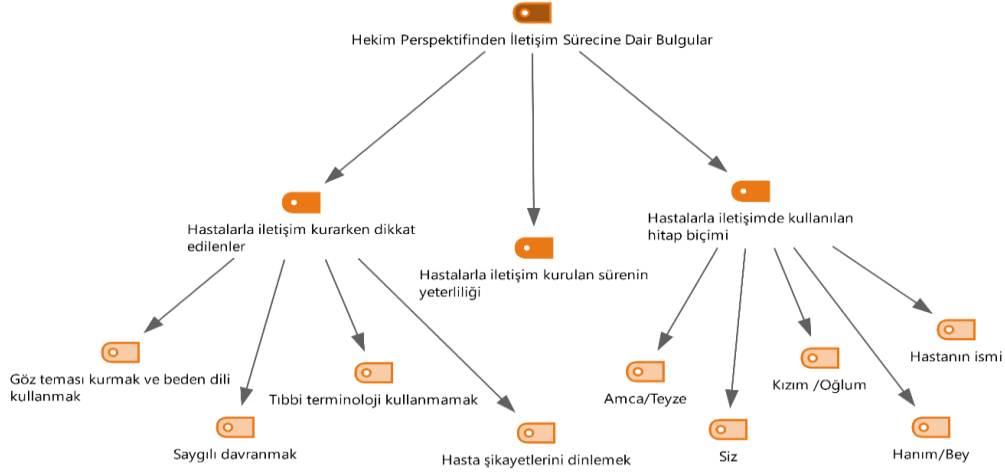 Hekim Perspektifinden İletişim Sürecine Dair Bulgular
Hastalarla iletişim kurarken dikkat
edilenler
Hastalarla iletişim kurulan sürenin
yeterliliği
Hastalarla iletişimde kullanılan
hitap biçimi
Göz teması kurmak ve beden dili
kullanmak
Saygılı davranmak
Tıbbi terminoloji kullanmamak
Hasta şikayetlerini dinlemek
Amca/Teyze
Siz
Kızım /Oğlum
Hanım/Bey
Hastanın ismi